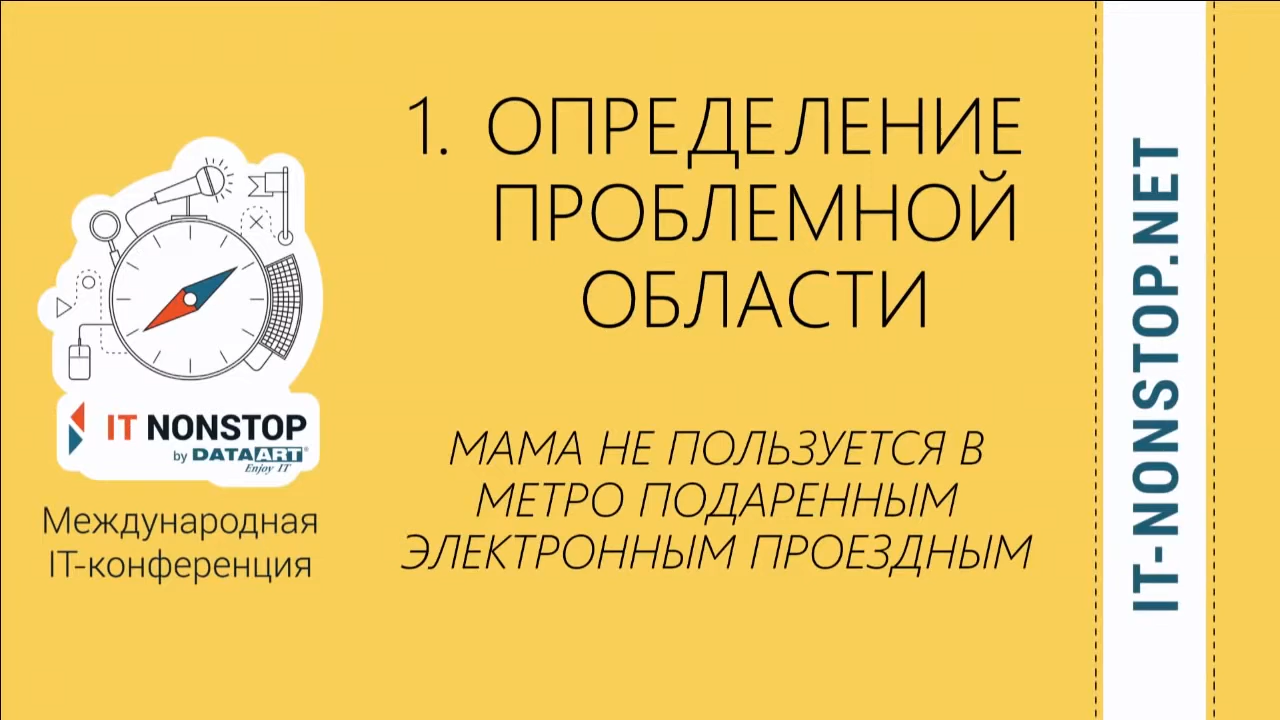 1. ОПРЕДЕЛЕНИЕ
ПРОБЛЕМНОЙ
ОБЛАСТИ
МАМА НЕ ПОЛЬЗУЕТСЯ В
МЕТРО ПОДАРЕННЫМ
ЭЛЕКТРОННЫМ ПРОЕЗДНЫМ
IT NONSTOP
by DATAART®
Enjoy IT
Международная
IT-конференция
IT-NONSTOP.NET